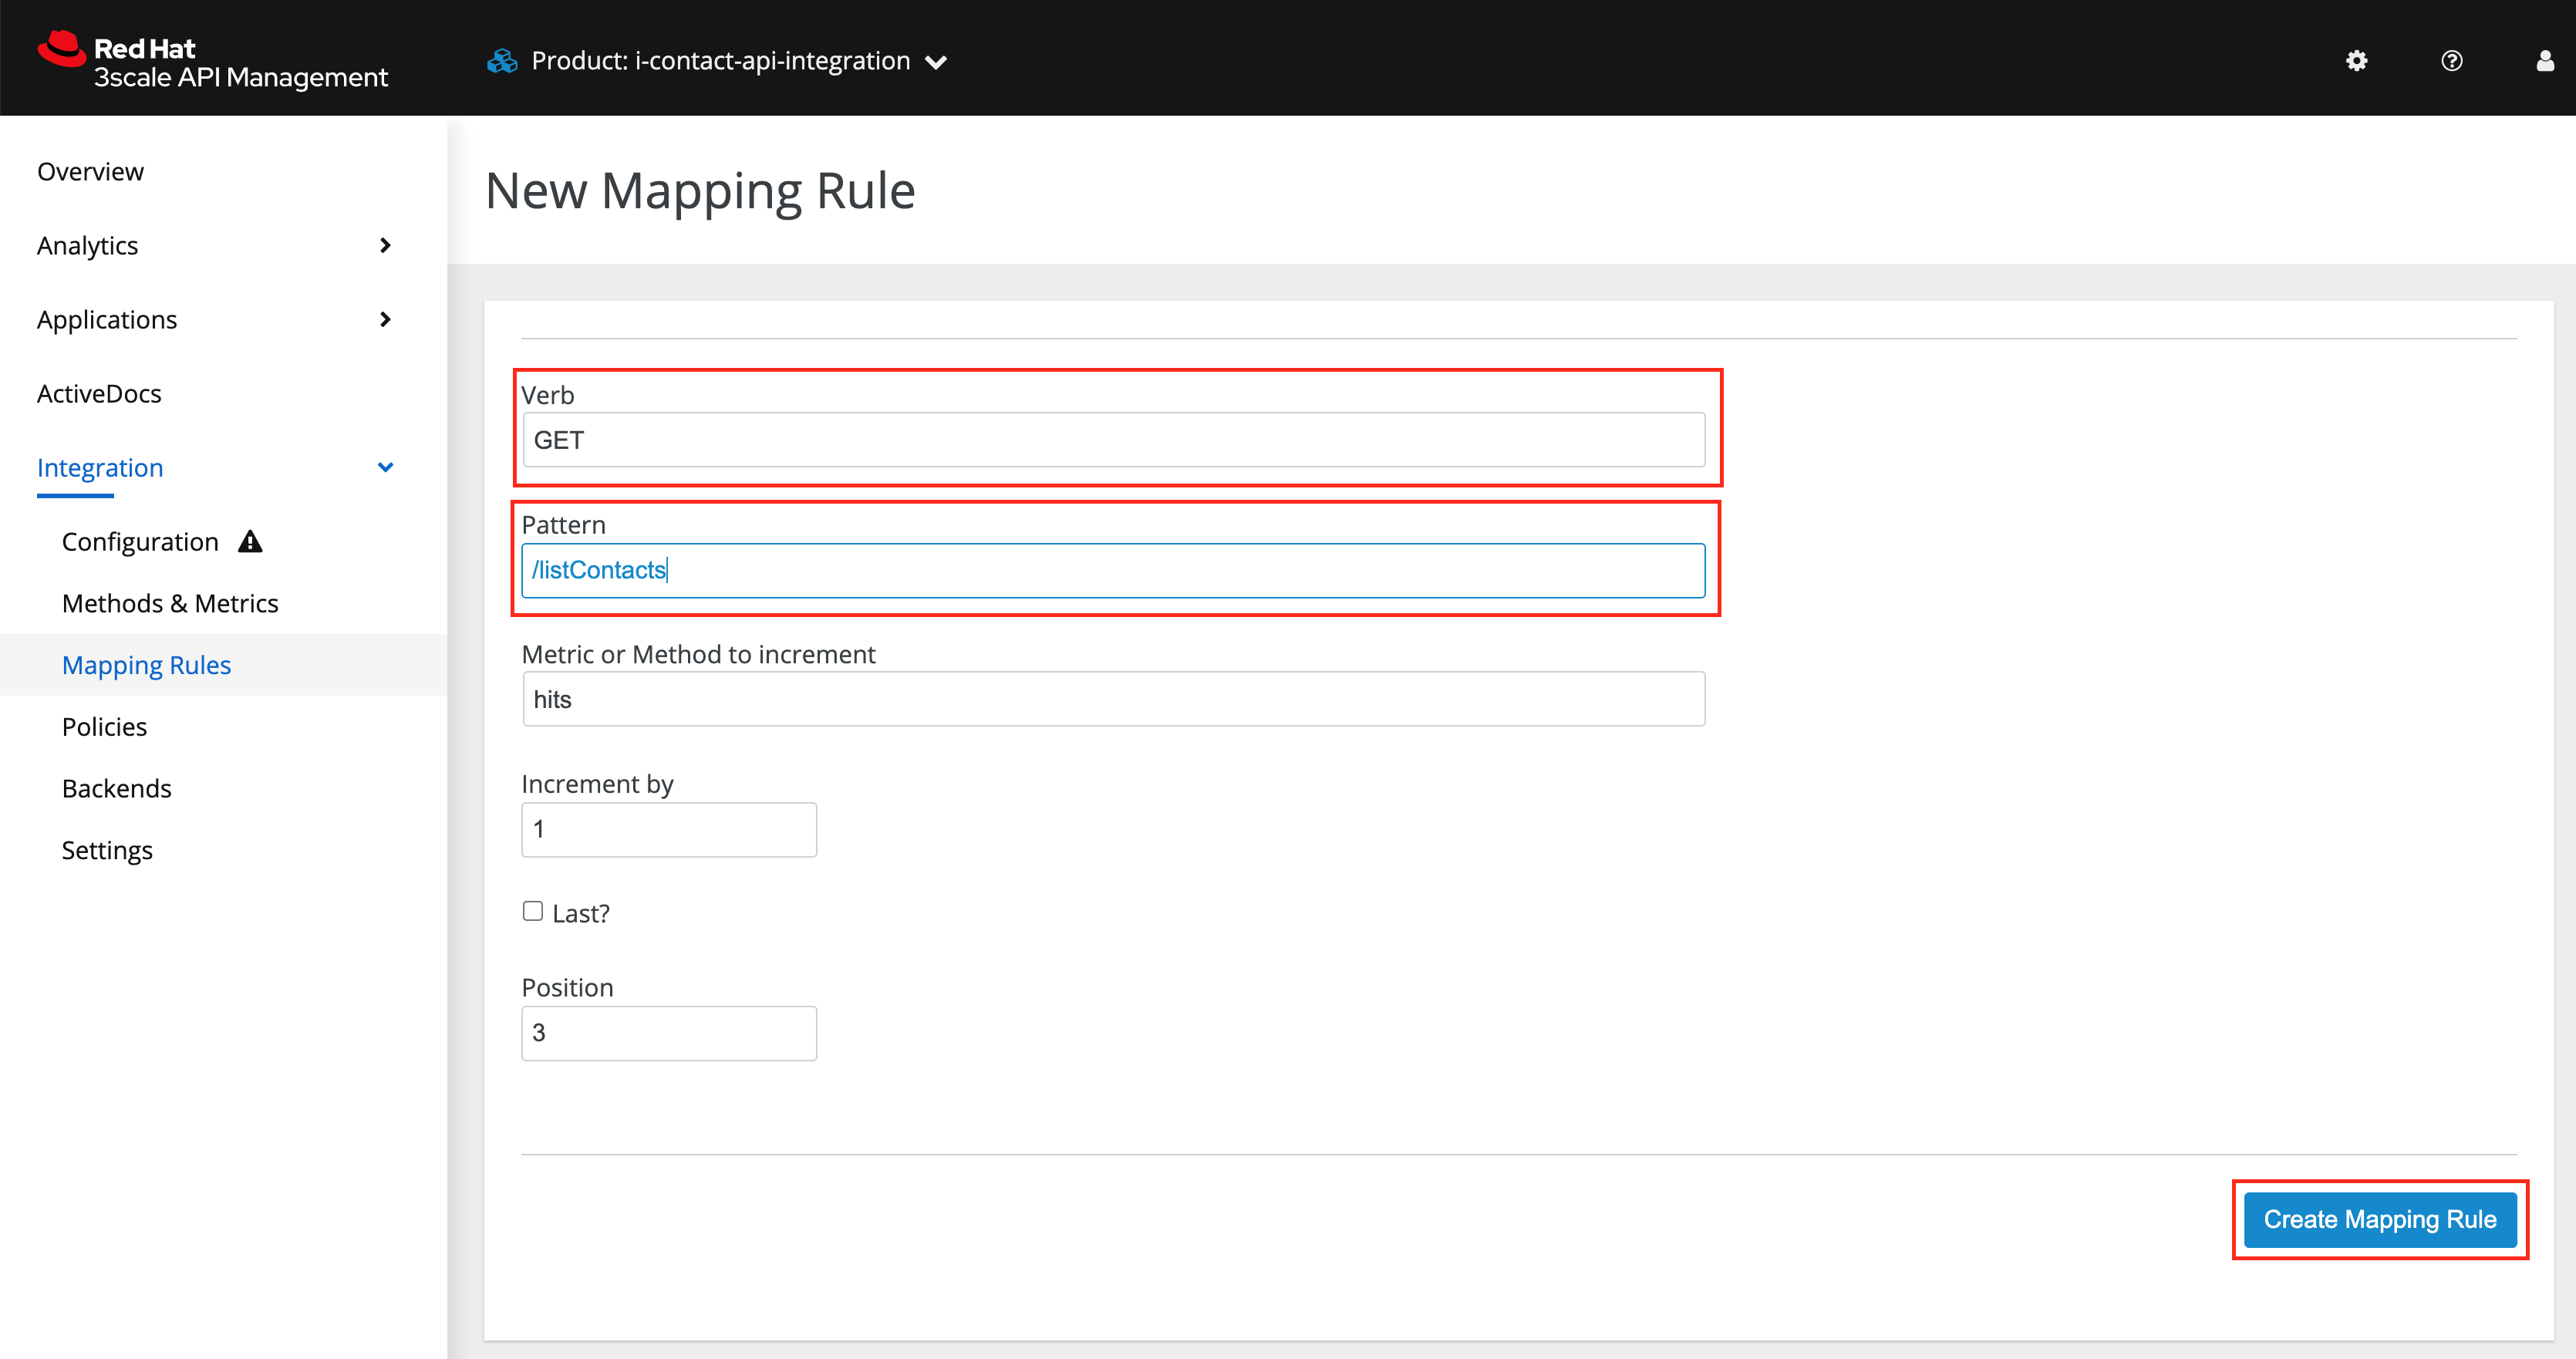 Red Hat
3scale API Management
Product: i-contact-api-integration
Overview
Analytics
Applications
ActiveDocs
Integration
Configuration
Methods & Metrics
Mapping Rules
Policies
Backends
Settings
New Mapping Rule
Verb
GET
Pattern
/listContacts
Metric or Method to increment
hits
Increment by
1
Last?
Position
3
Create Mapping Rule